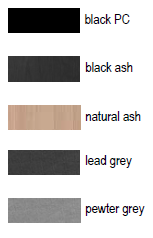 black PC
black ash
natural ash
lead grey
pewter grey